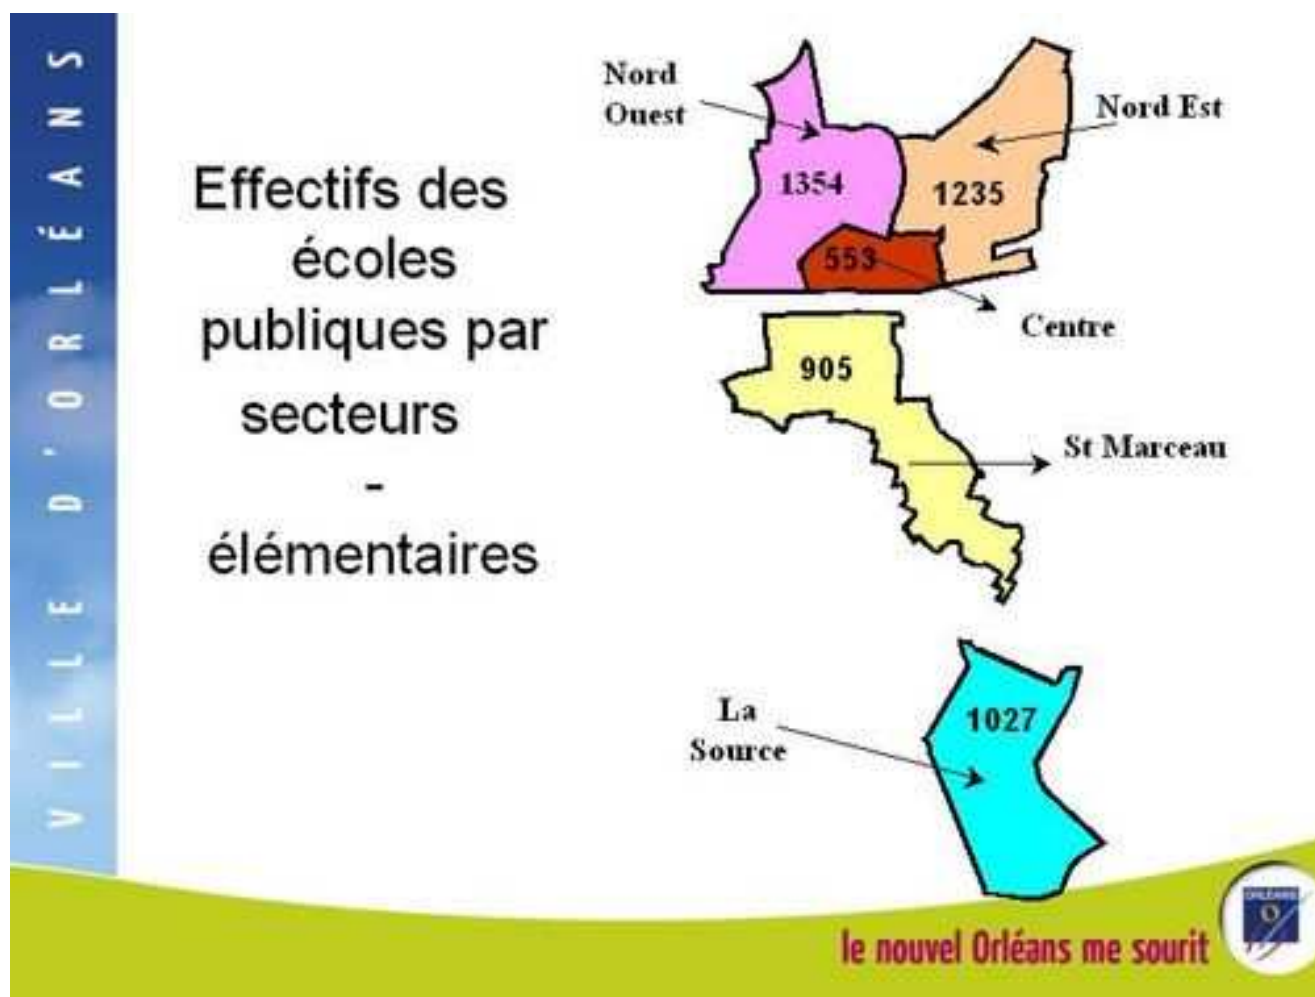 VILLE D'ORLÉANS
Effectifs des
écoles
publiques par
secteurs
-
élémentaires
Nord
Ouest
Nord Est
1354
1235
553
Centre
905
St Marceau
La
Source
1027
le nouvel Orléans me sourit
ORLÉANS